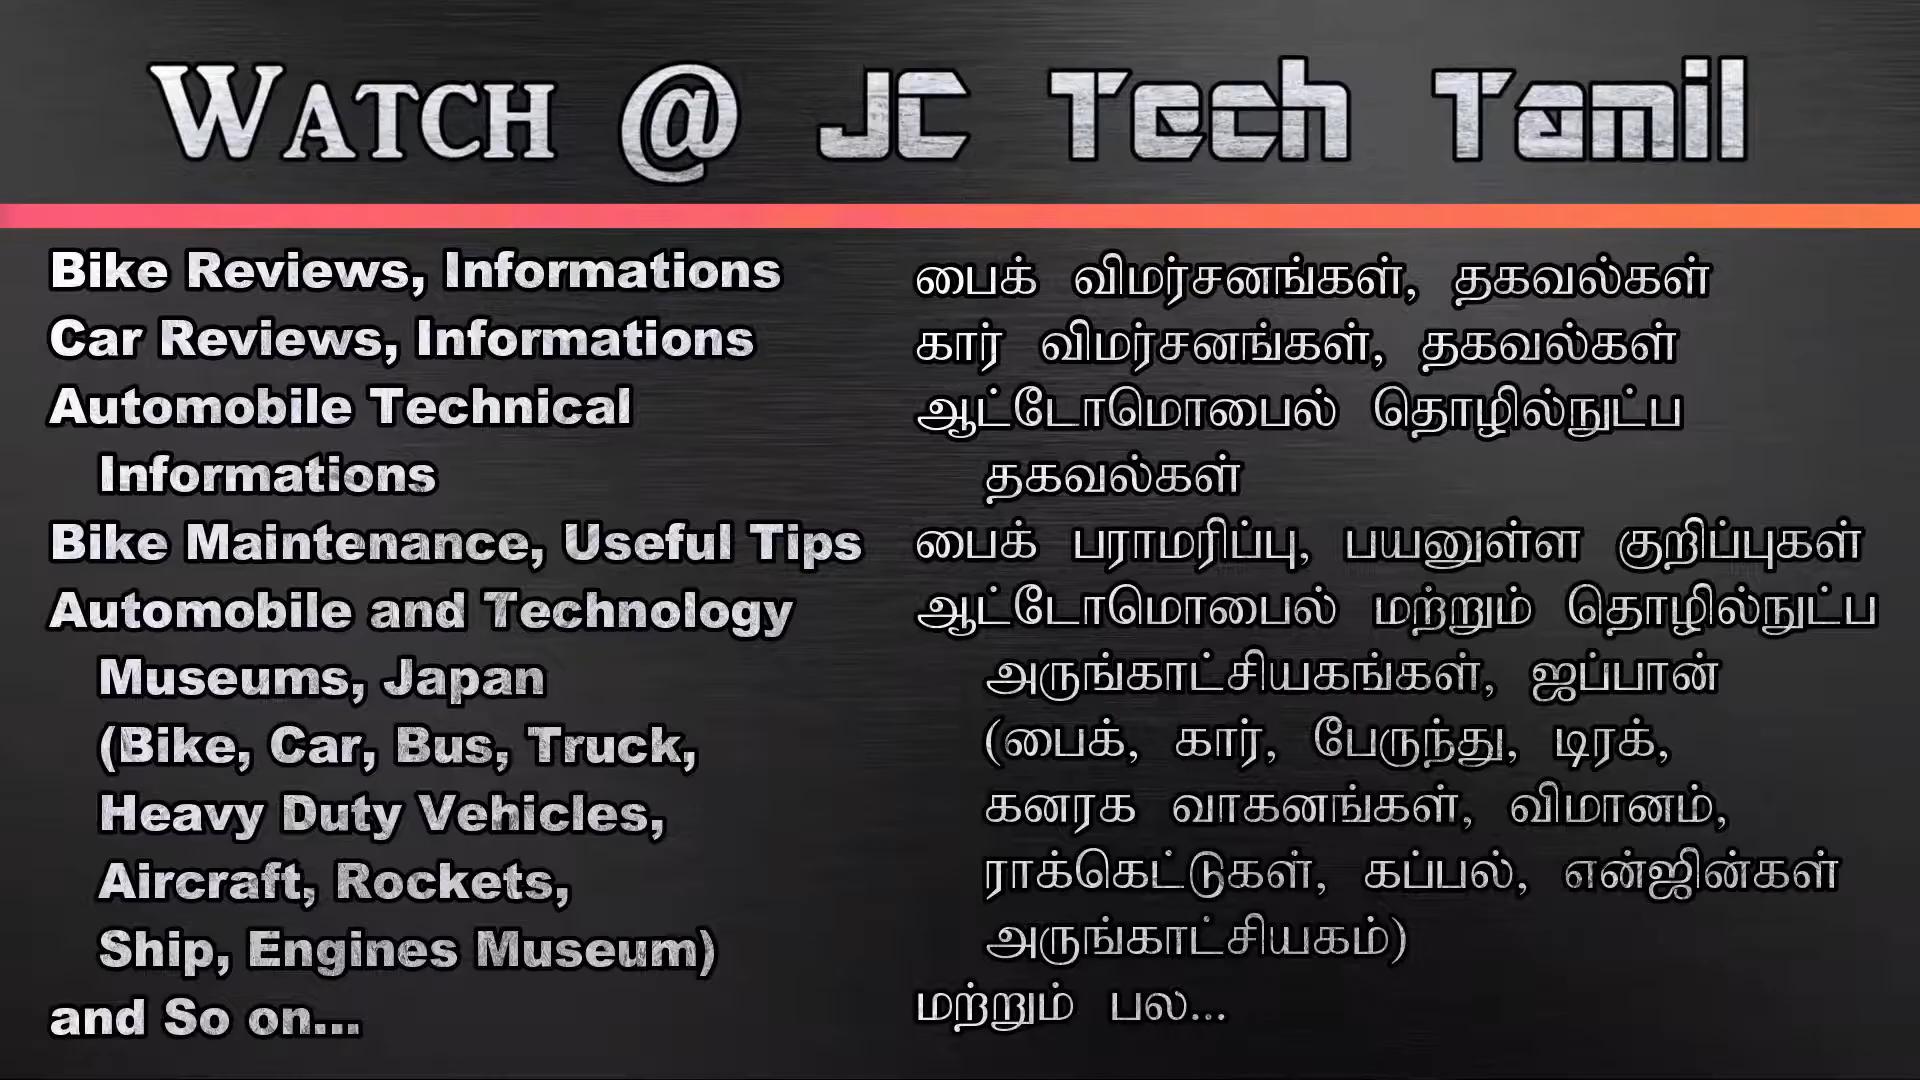 Watch @ JC Tech Tamil
Bike Reviews, Informations
Car Reviews, Informations
Automobile Technical
Informations
Bike Maintenance, Useful Tips
Automobile and Technology
Museums, Japan
(Bike, Car, Bus, Truck,
Heavy Duty Vehicles,
Aircraft, Rockets,
Ship, Engines Museum)
and So on...
பைக் விமர்சனங்கள், தகவல்கள்
கார் விமர்சனங்கள், தகவல்கள்
ஆட்டோமொபைல் தொழில்நுட்ப
தகவல்கள்
பைக் பராமரிப்பு, பயனுள்ள குறிப்புகள்
ஆட்டோமொபைல் மற்றும் தொழில்நுட்ப
அருங்காட்சியகங்கள், ஜப்பான்
(பைக், கார், பேருந்து, டிரக்,
கனரக வாகனங்கள், விமானம்,
ராக்கெட்டுகள், கப்பல், என்ஜின்கள்
அருங்காட்சியகம்)
மற்றும் பல...